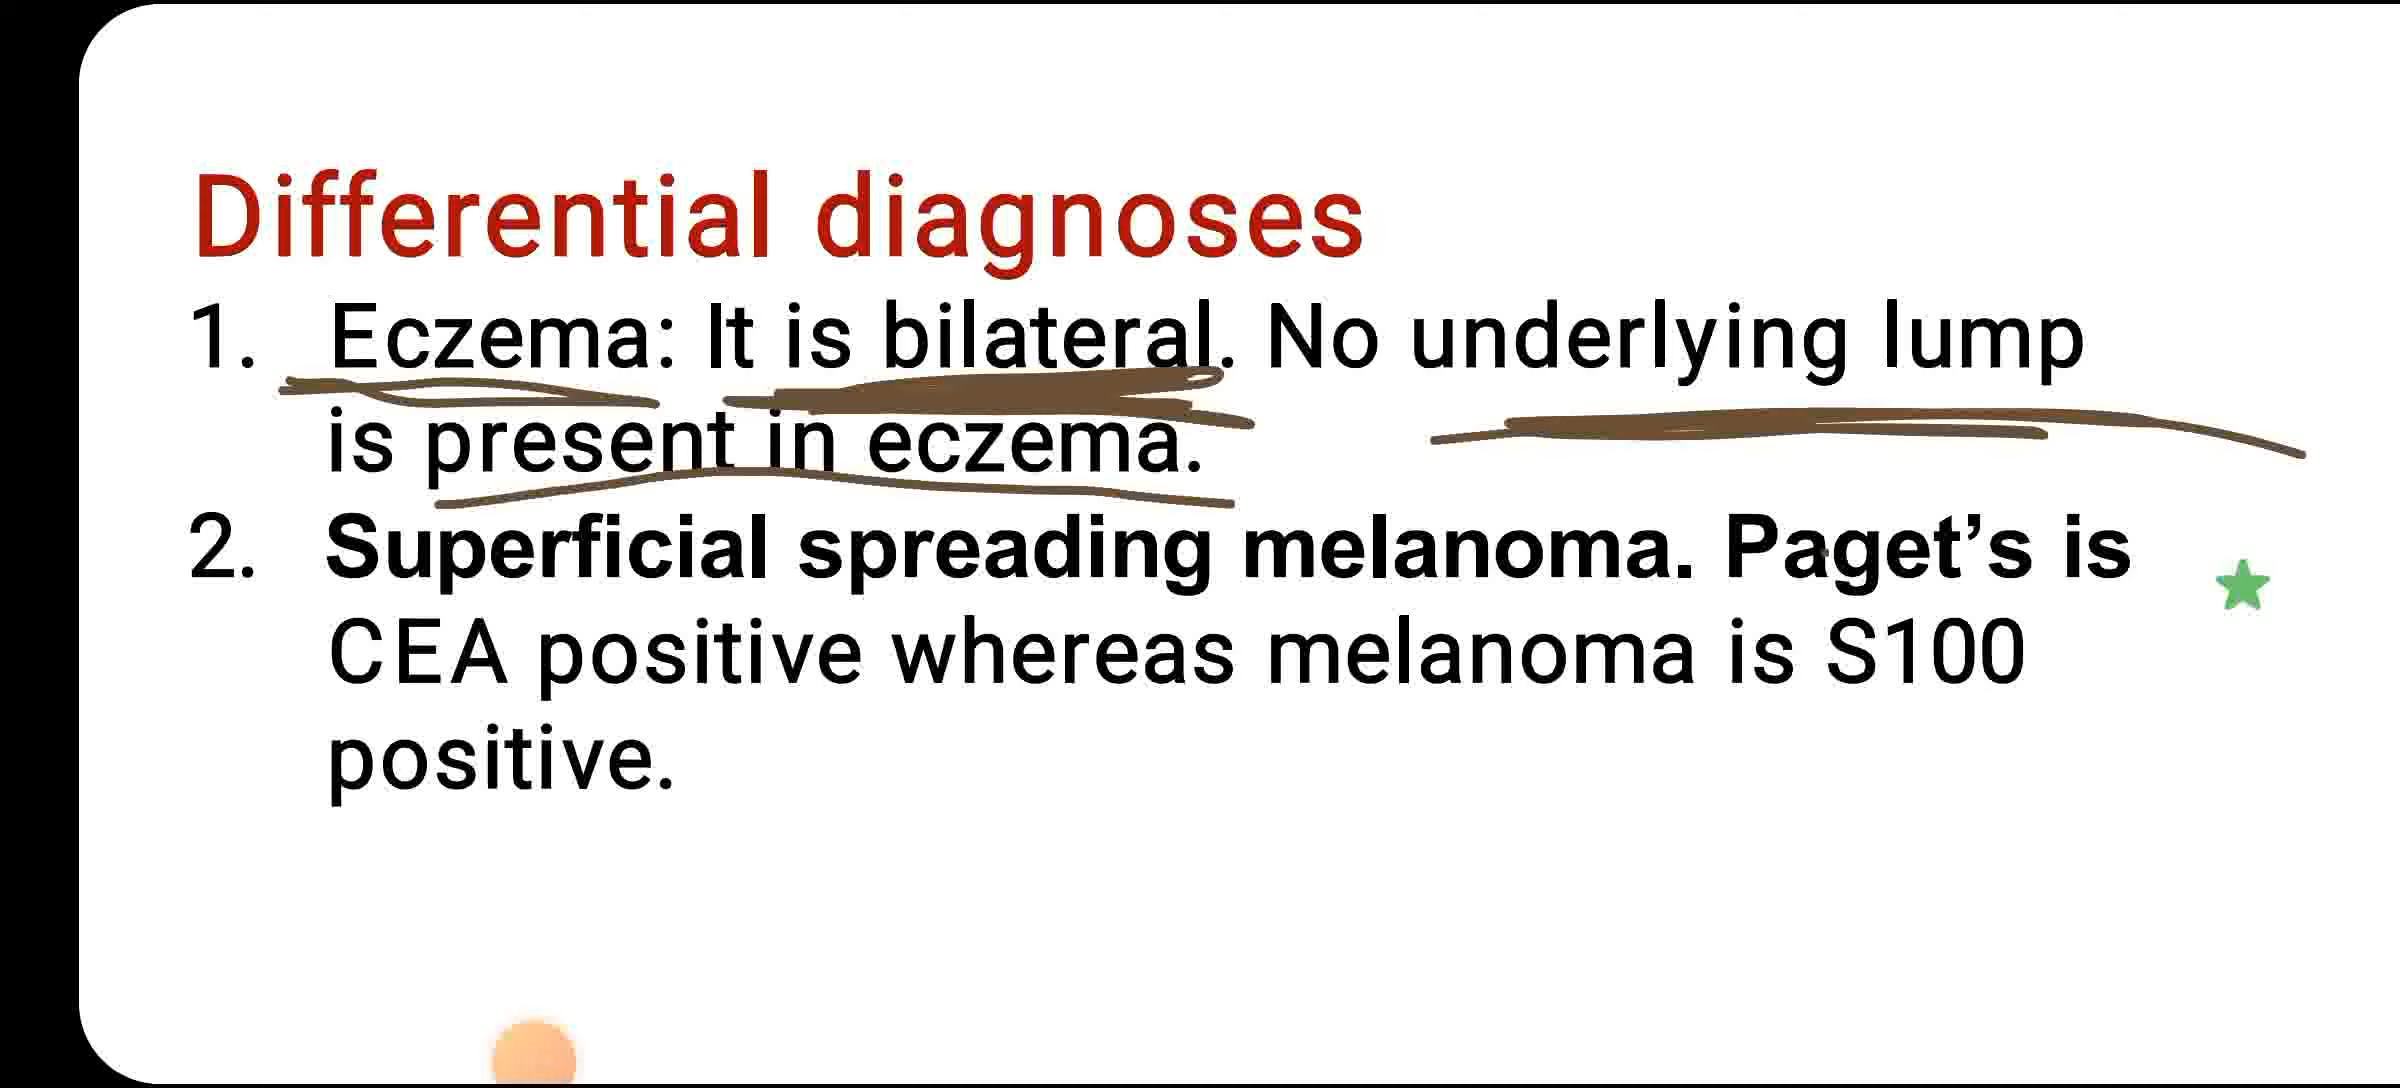 Differential diagnoses
1. Eczema: It is bilateral. No underlying lump
is present in eczema.
2. Superficial spreading melanoma. Paget’s is
CEA positive whereas melanoma is S100
positive.